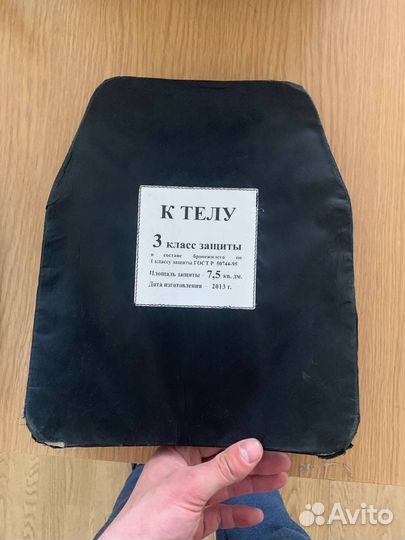 К ТЕЛУ
3 класс защиты
в составе бронежилета по
1 классу защиты ГОСТ Р 50744-95
Площадь защиты - 7,5 кв. дм.
Дата изготовления - 2013 г.
Avito